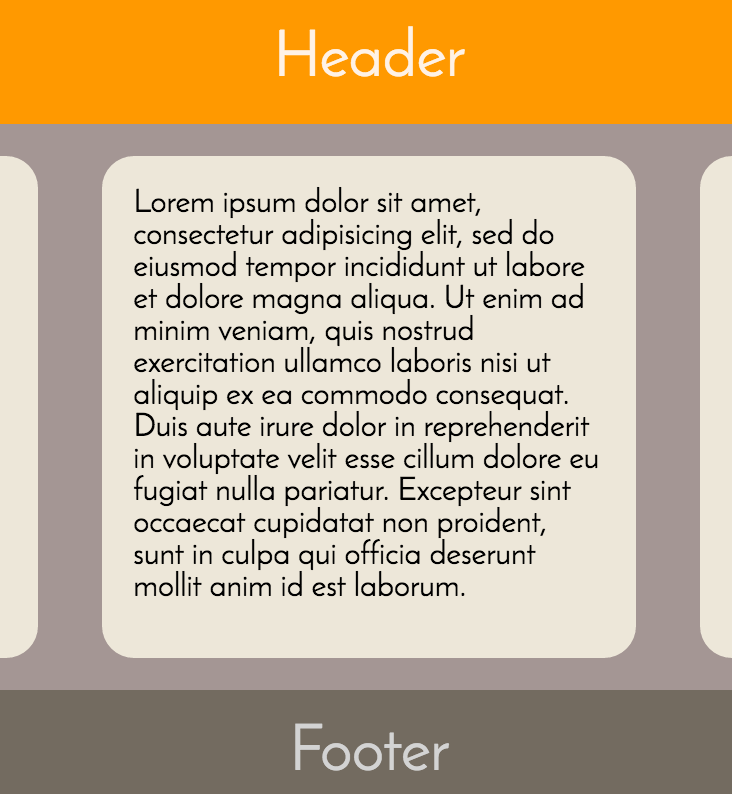 Header
Lorem ipsum dolor sit amet,
consectetur adipisicing elit, sed do
eiusmod tempor incididunt ut labore
et dolore magna aliqua. Ut enim ad
minim veniam, quis nostrud
exercitation ullamco laboris nisi ut
aliquip ex ea commodo consequat.
Duis aute irure dolor in reprehenderit
in voluptate velit esse cillum dolore eu
fugiat nulla pariatur. Excepteur sint
occaecat cupidatat non proident,
sunt in culpa qui officia deserunt
mollit anim id est laborum.
Footer